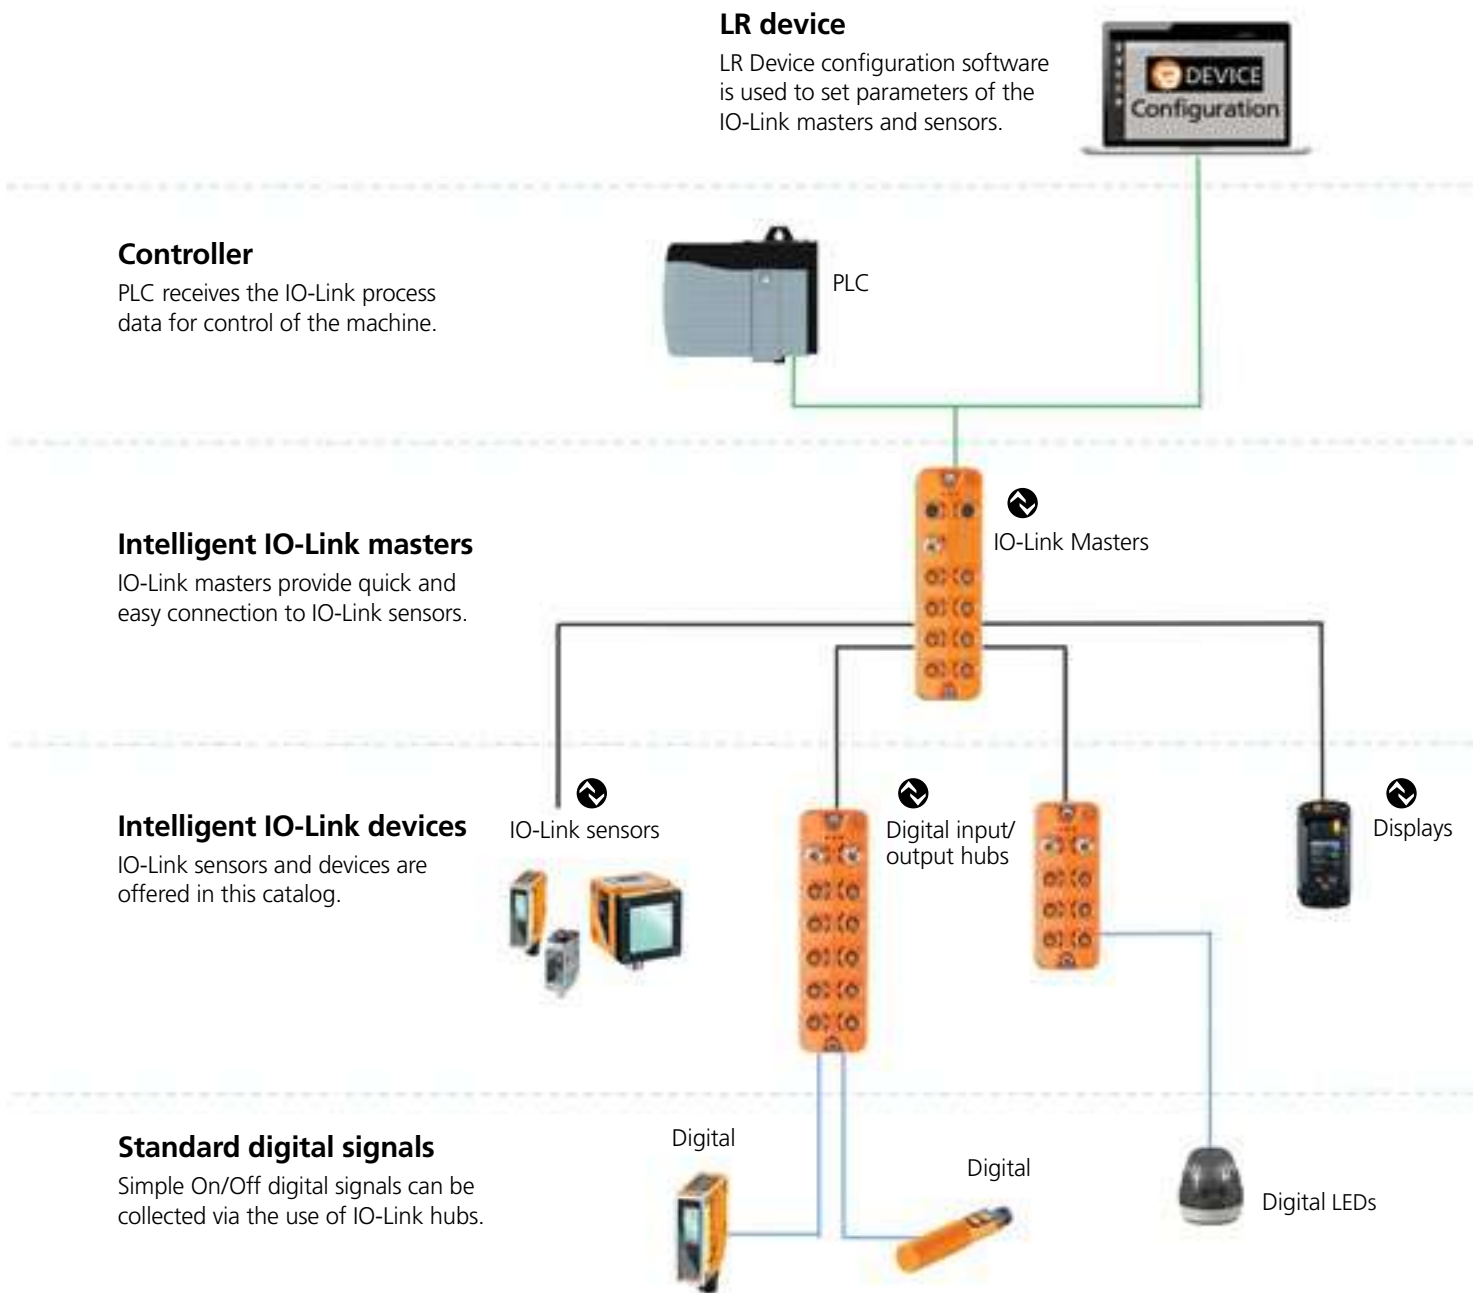 LR device
LR Device configuration software
is used to set parameters of the
IO-Link masters and sensors.
DEVICE
Configuration
Controller
PLC receives the IO-Link process
data for control of the machine.
PLC
Intelligent IO-Link masters
IO-Link masters provide quick and
easy connection to IO-Link sensors.
IO-Link Masters
Intelligent IO-Link devices
IO-Link sensors and devices are
offered in this catalog.
IO-Link sensors
Digital input/
output hubs
Displays
Standard digital signals
Simple On/Off digital signals can be
collected via the use of IO-Link hubs.
Digital
Digital
Digital LEDs